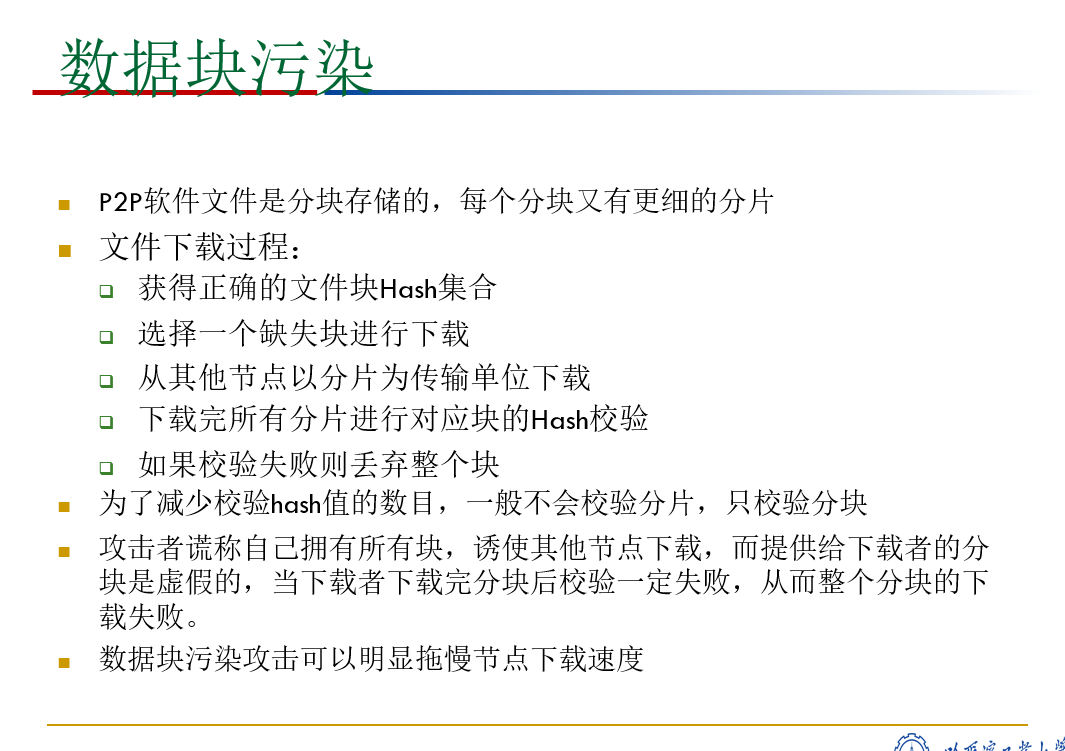 数据块污染
P2P软件文件是分块存储的，每个分块又有更细的分片
文件下载过程：
获得正确的文件块Hash集合
选择一个缺失块进行下载
从其他节点以分片为传输单位下载
下载完所有分片进行对应块的Hash校验
如果校验失败则丢弃整个块
为了减少校验hash值的数目，一般不会校验分片，只校验分块
攻击者谎称自己拥有所有块，诱使其他节点下载，而提供给下载者的分
块是虚假的，当下载者下载完分块后校验一定失败，从而整个分块的下
载失败。
数据块污染攻击可以明显拖慢节点下载速度